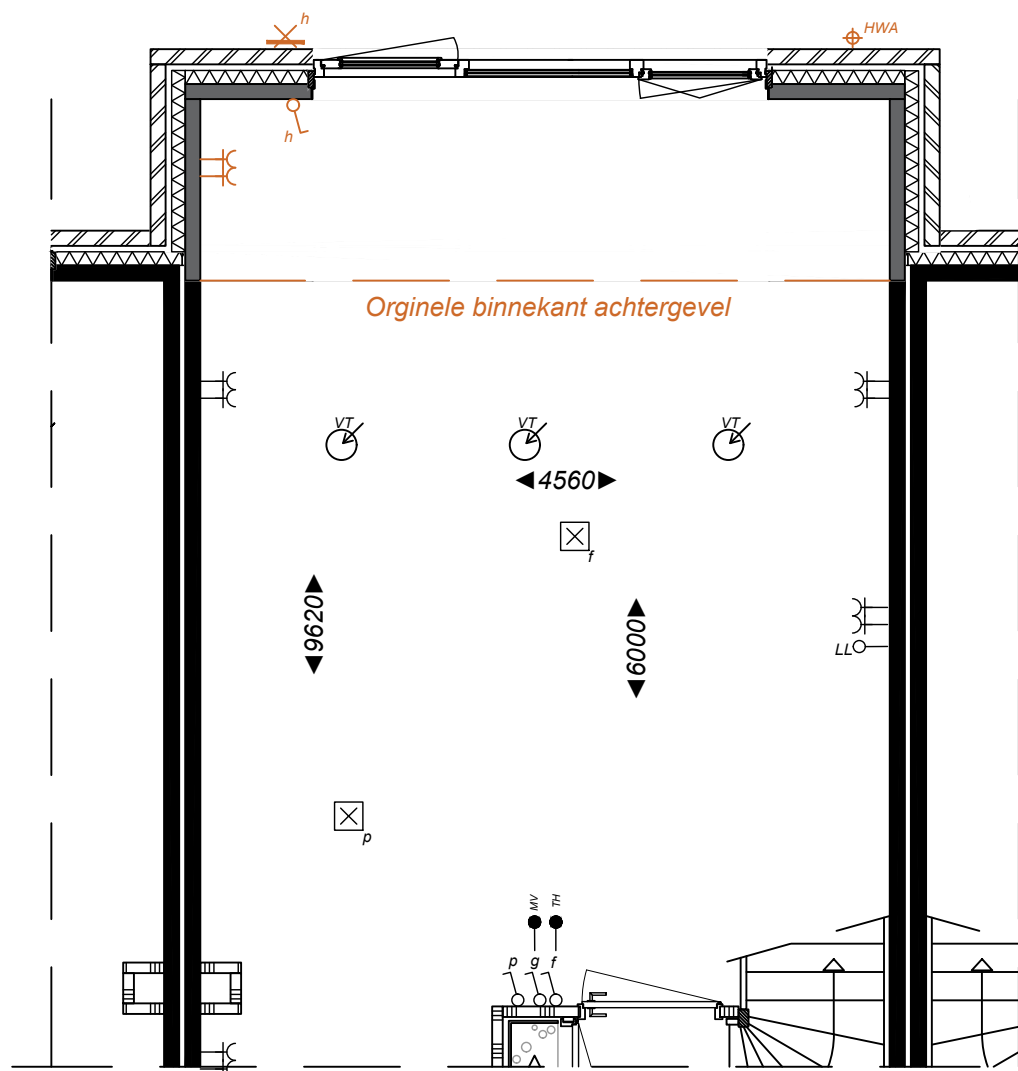 h
HWA
h
Orginele binnekant achtergevel
VT VT VT
4560
f
9620
6000
LL
p
MV TH
p g f